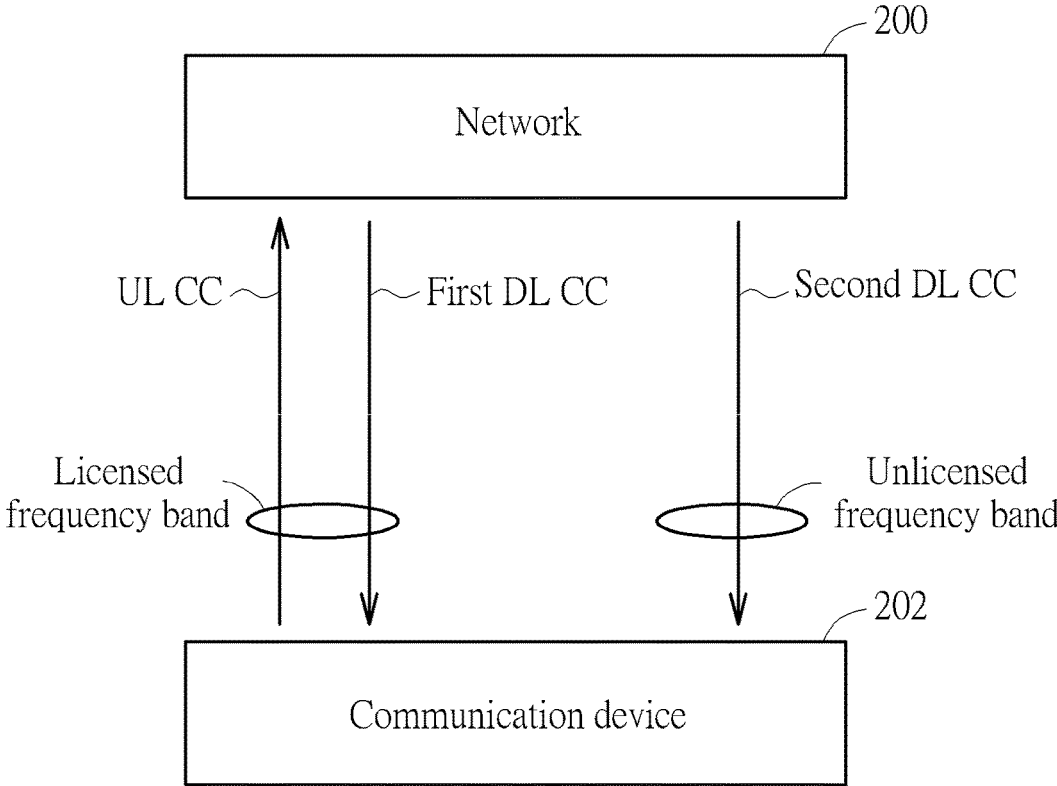 200
Network
UL CC
First DL CC
Second DL CC
Licensed
frequency band
Unlicensed
frequency band
202
Communication device